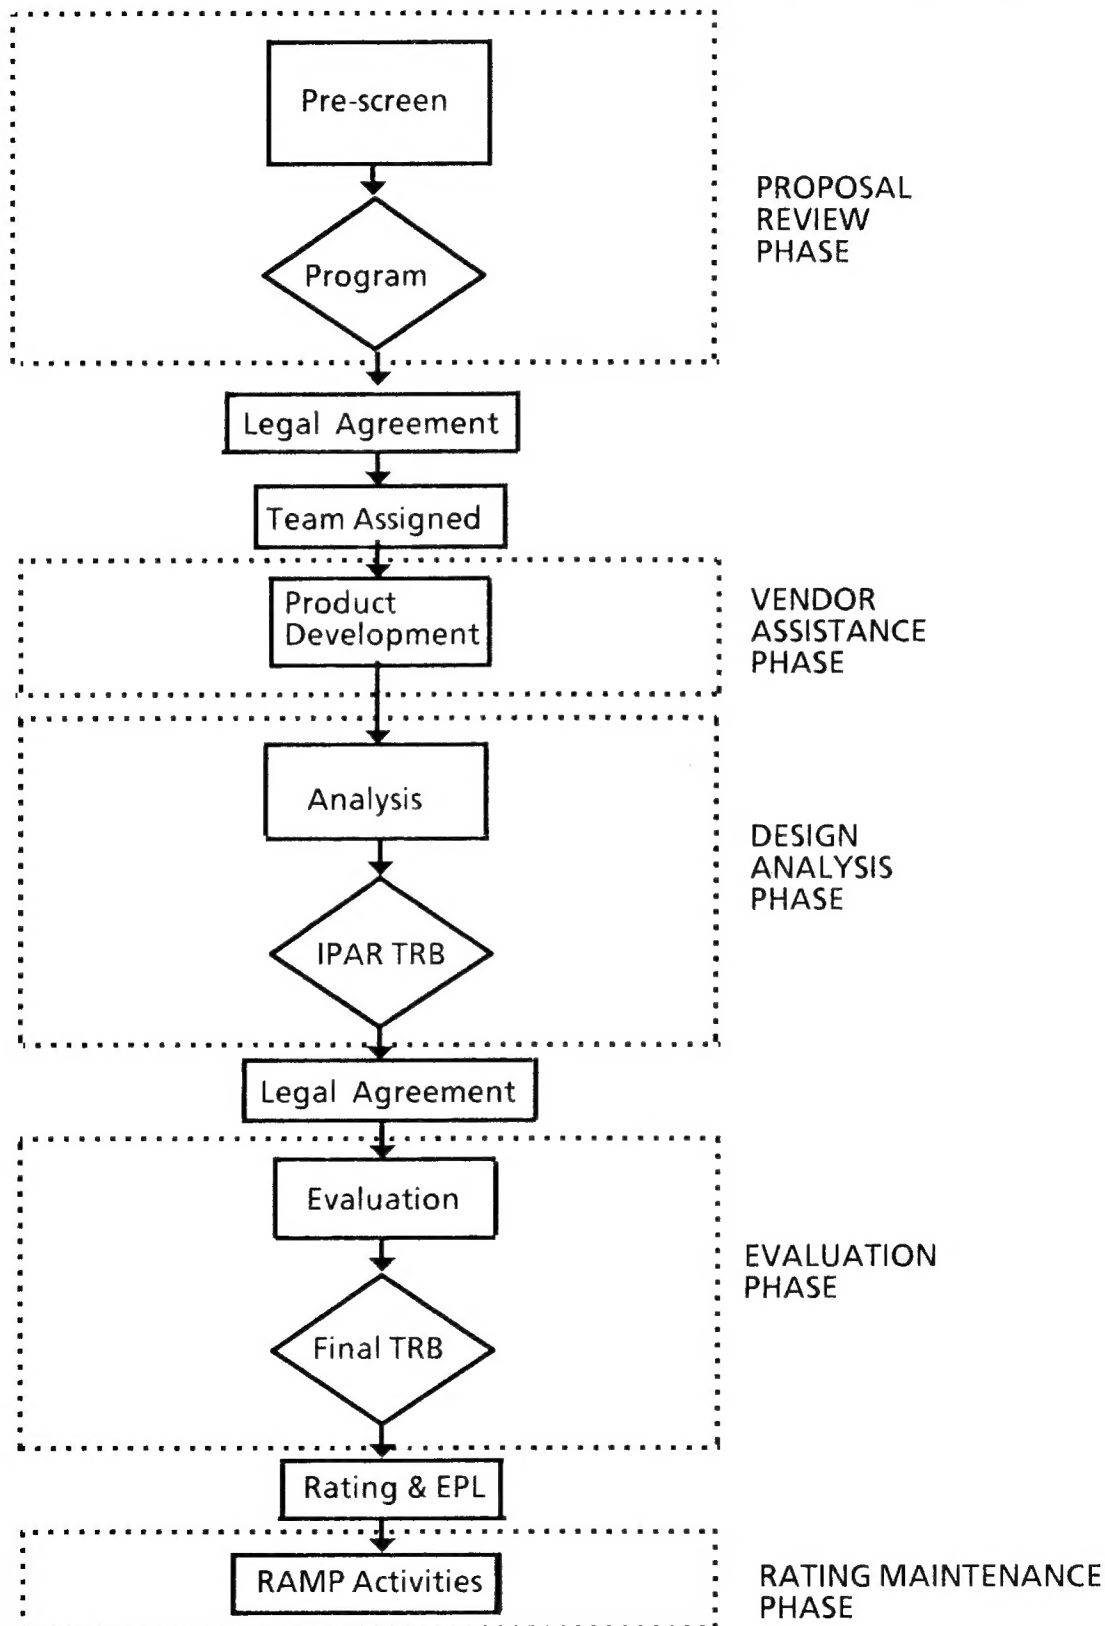 Pre-screen
PROPOSAL
REVIEW
PHASE
Program
Legal Agreement
Team Assigned
Product
Development
VENDOR
ASSISTANCE
PHASE
Analysis
DESIGN
ANALYSIS
PHASE
IPAR TRB
Legal Agreement
Evaluation
EVALUATION
PHASE
Final TRB
Rating & EPL
RAMP Activities
RATING MAINTENANCE
PHASE